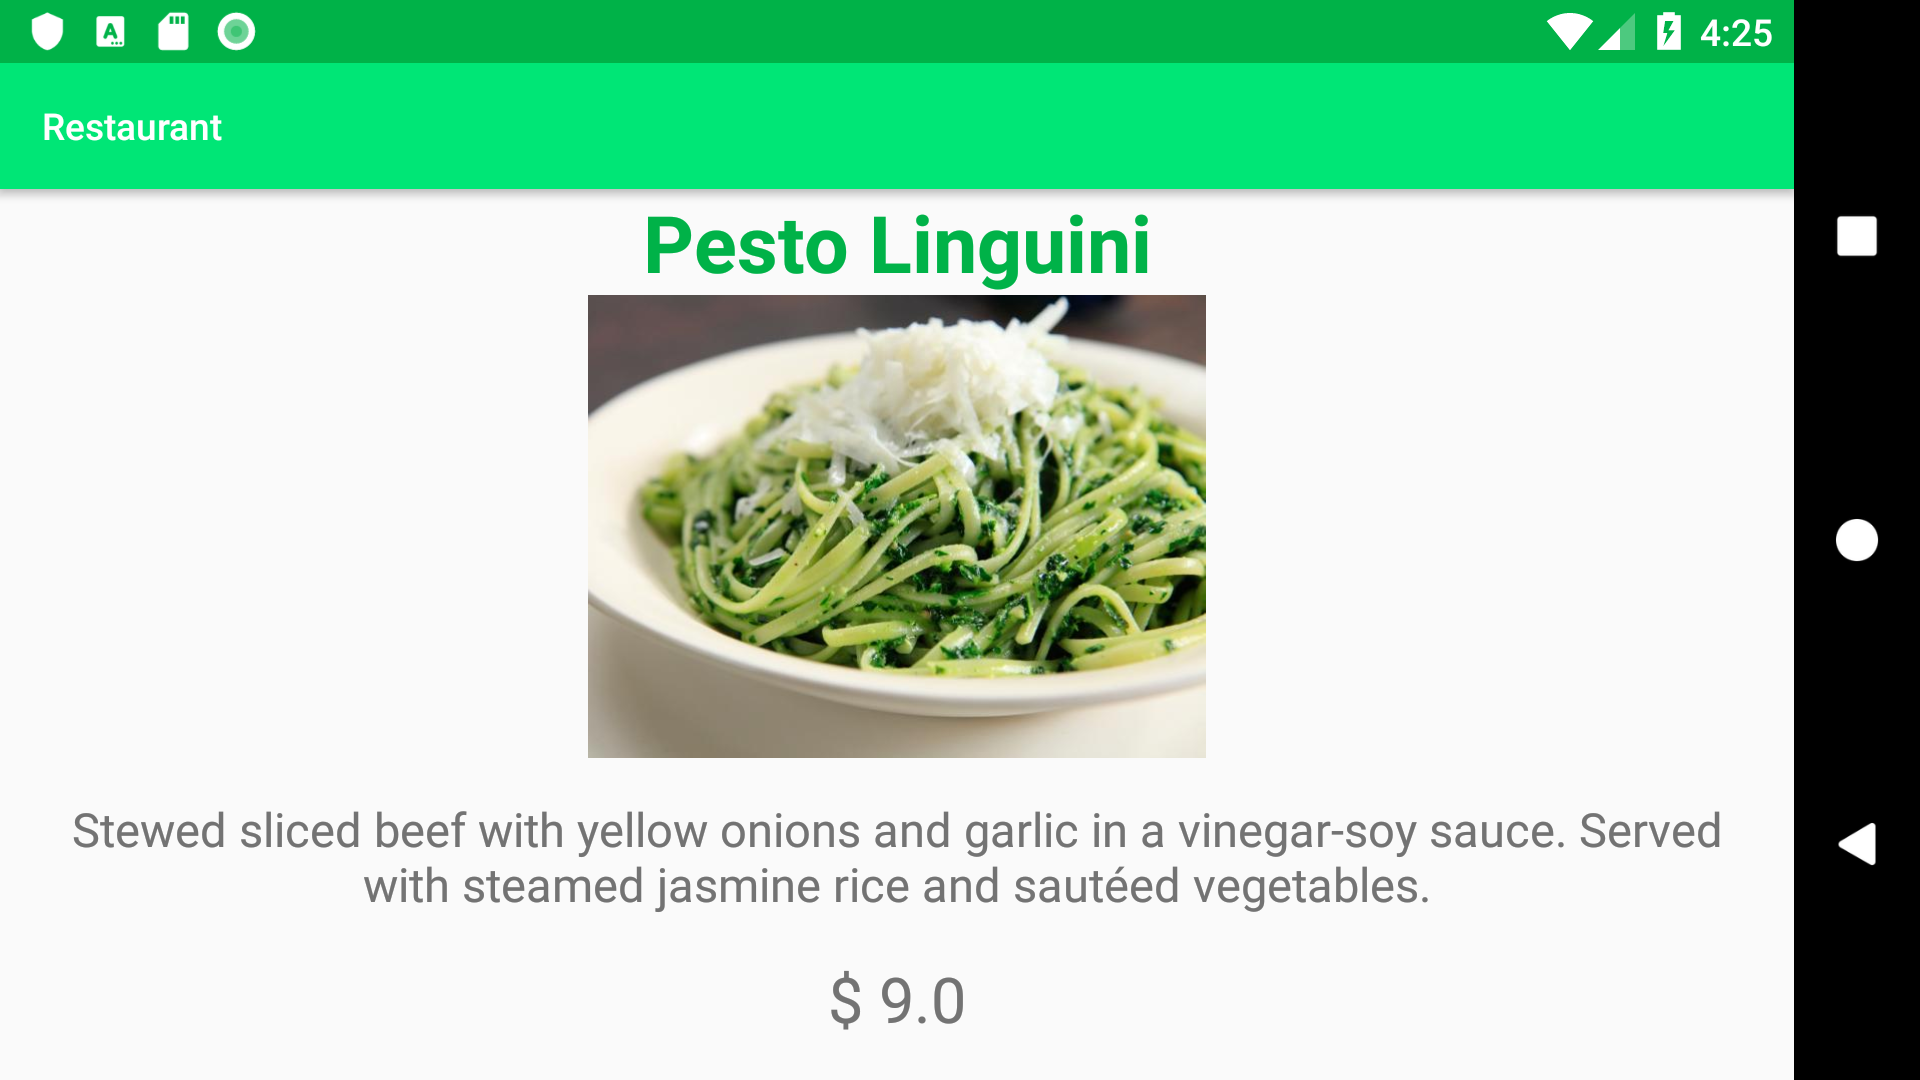 4:25
Restaurant
Pesto Linguini
Stewed sliced beef with yellow onions and garlic in a vinegar-soy sauce. Served
with steamed jasmine rice and sautéed vegetables.
$ 9.0